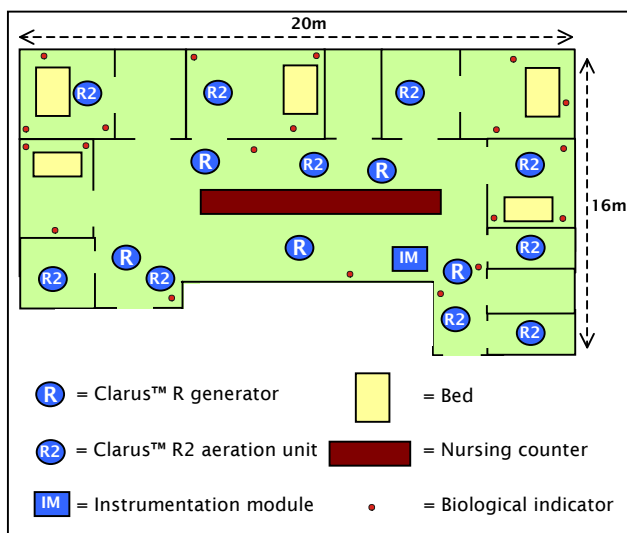 20m
R2
R2
R2
R
R2
R
R2
16m
R
R
IM
R
R2
R2
R2
R2
R2
R = Clarus™ R generator
= Bed
R2 = Clarus™ R2 aeration unit
= Nursing counter
IM = Instrumentation module
= Biological indicator